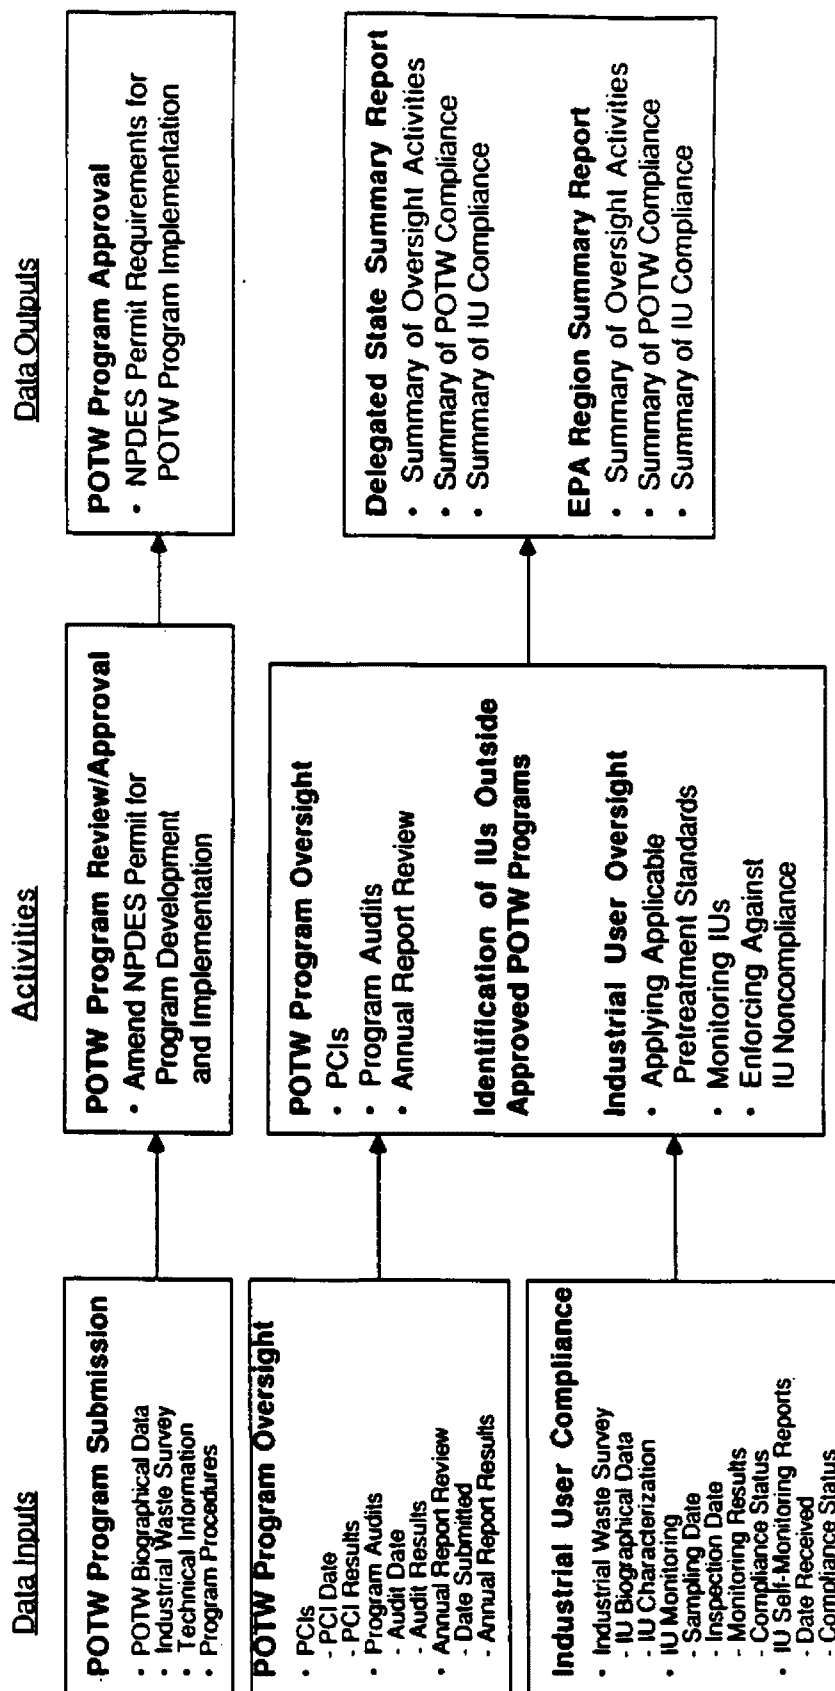 Data Inputs
POTW Program Submission
• POTW Biographical Data
• Industrial Waste Survey
• Technical Information
• Program Procedures
POTW Program Oversight
• PCIs
- PCI Date
- PCI Results
• Program Audits
- Audit Date
- Audit Results
• Annual Report Review
- Date Submitted
- Annual Report Results
Industrial User Compliance
• Industrial Waste Survey
- IU Biographical Data
- IU Characterization
• IU Monitoring
- Sampling Date
- Inspection Date
- Monitoring Results
- Compliance Status
• IU Self-Monitoring Reports
- Date Received
- Compliance Status
Activities
POTW Program Review/Approval
• Amend NPDES Permit for
Program Development
and Implementation
POTW Program Oversight
• PCIs
• Program Audits
• Annual Report Review
Identification of IUs Outside
Approved POTW Programs
Industrial User Oversight
• Applying Applicable
Pretreatment Standards
• Monitoring IUs
• Enforcing Against
IU Noncompliance
Data Outputs
POTW Program Approval
• NPDES Permit Requirements for
POTW Program Implementation
Delegated State Summary Report
• Summary of Oversight Activities
• Summary of POTW Compliance
• Summary of IU Compliance
EPA Region Summary Report
• Summary of Oversight Activities
• Summary of POTW Compliance
• Summary of IU Compliance